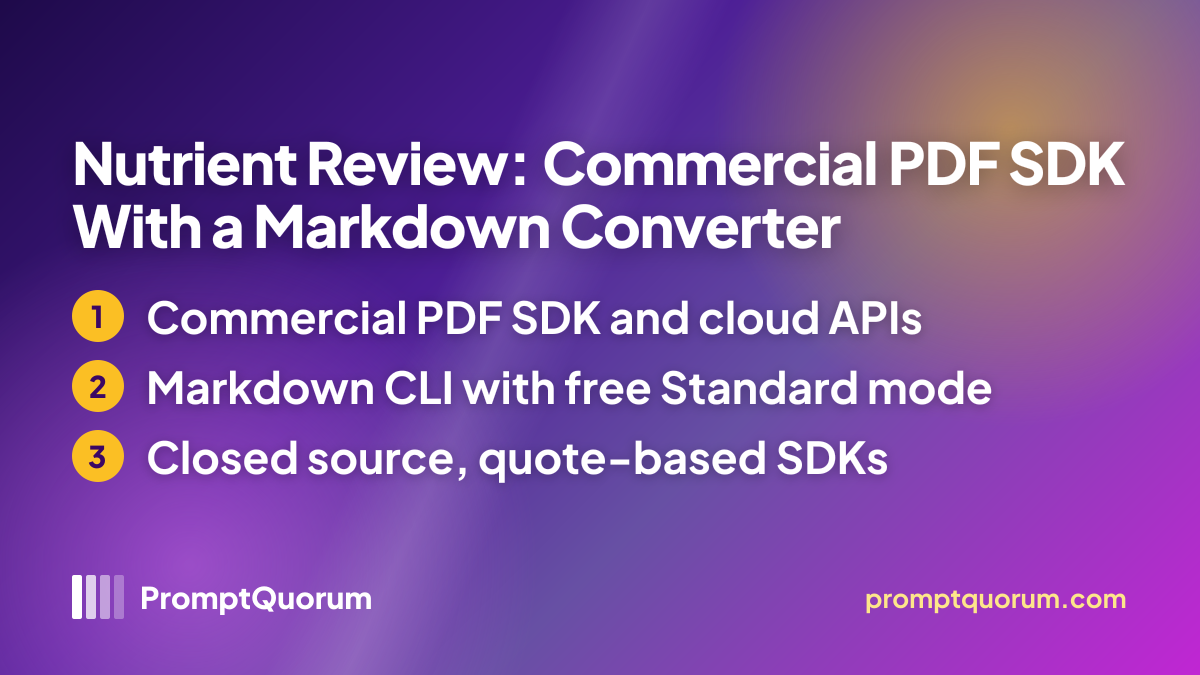 Nutrient Review: Commercial PDF SDK
With a Markdown Converter
1 Commercial PDF SDK and cloud APIs
2 Markdown CLI with free Standard mode
3 Closed source, quote-based SDKs
PromptQuorum
promptquorum.com